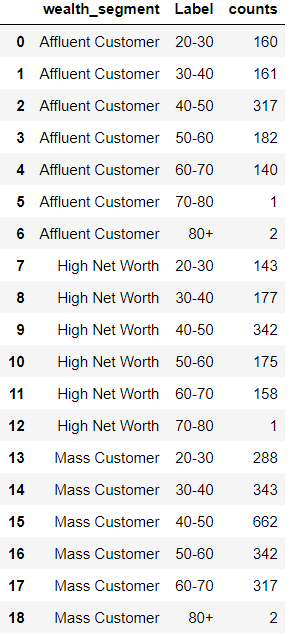 wealth_segment Label counts
0 Affluent Customer 20-30 160
1 Affluent Customer 30-40 161
2 Affluent Customer 40-50 317
3 Affluent Customer 50-60 182
4 Affluent Customer 60-70 140
5 Affluent Customer 70-80 1
6 Affluent Customer 80+ 2
7 High Net Worth 20-30 143
8 High Net Worth 30-40 177
9 High Net Worth 40-50 342
10 High Net Worth 50-60 175
11 High Net Worth 60-70 158
12 High Net Worth 70-80 1
13 Mass Customer 20-30 288
14 Mass Customer 30-40 343
15 Mass Customer 40-50 662
16 Mass Customer 50-60 342
17 Mass Customer 60-70 317
18 Mass Customer 80+ 2